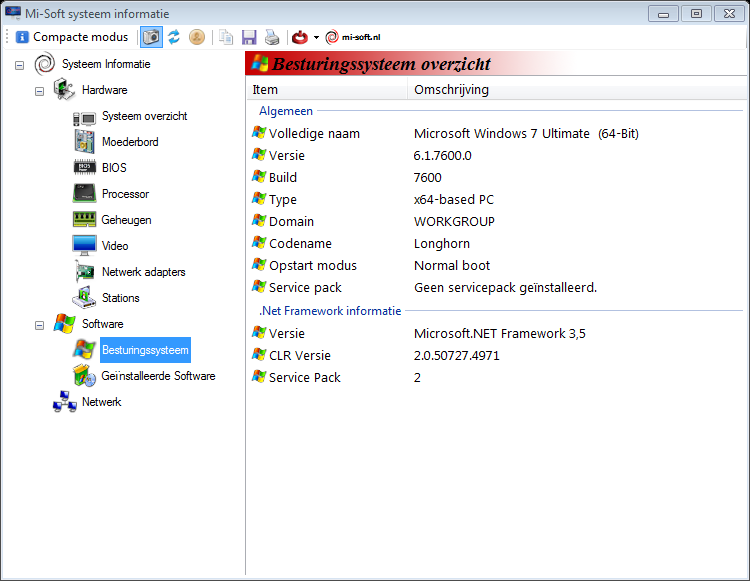 Mi-Soft systeem informatie
Compacte modus mi-soft.nl
Systeem Informatie
Hardware
Systeem overzicht
Moederbord
BIOS
BIOS
Processor
Geheugen
Video
Netwerk adapters
Stations
Software
Besturingssysteem
Geïnstalleerde Software
Netwerk
Besturingssysteem overzicht
Item Omschrijving
Algemeen
Volledige naam Microsoft Windows 7 Ultimate (64-Bit)
Versie 6.1.7600.0
Build 7600
Type x64-based PC
Domain WORKGROUP
Codename Longhorn
Opstart modus Normal boot
Service pack Geen servicepack geïnstalleerd.
.Net Framework informatie
Versie Microsoft.NET Framework 3,5
CLR Versie 2.0.50727.4971
Service Pack 2